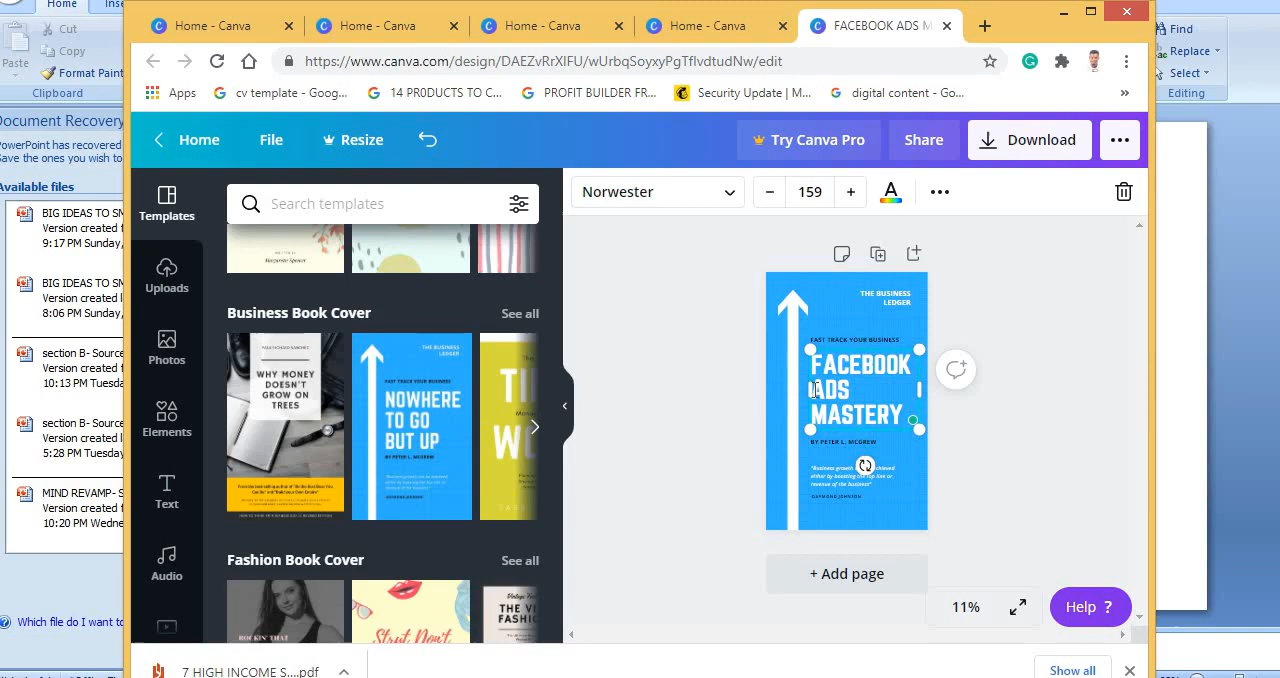 Home
Inse
Home - Canva
Home - Canva
Home - Canva
Home - Canva
FACEBOOK ADS M
https://www.canva.com/design/DAEZvRrXIFU/wUrbqSoyxyPgTflvdtudNw/edit
Apps
cv template - Goog...
14 PR0DUCTS TO C...
PROFIT BUILDER FR...
Security Update | M...
digital content - Go...
»
Cut
Copy
Paste
Format Paint
Clipboard
Find
Replace
Select
Editing
Document Recovery
PowerPoint has recovered
Save the ones you wish to
Available files
BIG IDEAS TO SM
Version created f
9:17 PM Sunday,
BIG IDEAS TO SM
Version created l
8:06 PM Sunday,
section B- Source
Version created f
10:13 PM Tuesda
section B- Source
Version created f
5:28 PM Tuesday
MIND REVAMP- S
Version created f
10:20 PM Wedne
Which file do I want to
Home
File
Resize
Try Canva Pro
Share
Download
Templates
Uploads
Photos
Elements
Text
Audio
Search templates
Norwester
159
A
Business Book Cover
See all
WHY MONEY
DOESN'T
GROW ON
TREES
THE BUSINESS
LEDGER
FAST TRACK YOUR BUSINESS
NOWHERE
TO GO
BUT UP
BY PETER L. MCGREW
Fashion Book Cover
See all
ROCKIN' THAT
Strut Don't
THE VI
FASHIO
THE BUSINESS
LEDGER
FAST TRACK YOUR BUSINESS
FACEBOOK
ADS
MASTERY
BY PETER L. MCGREW
+ Add page
11%
Help ?
7 HIGH INCOME S....pdf
Show all